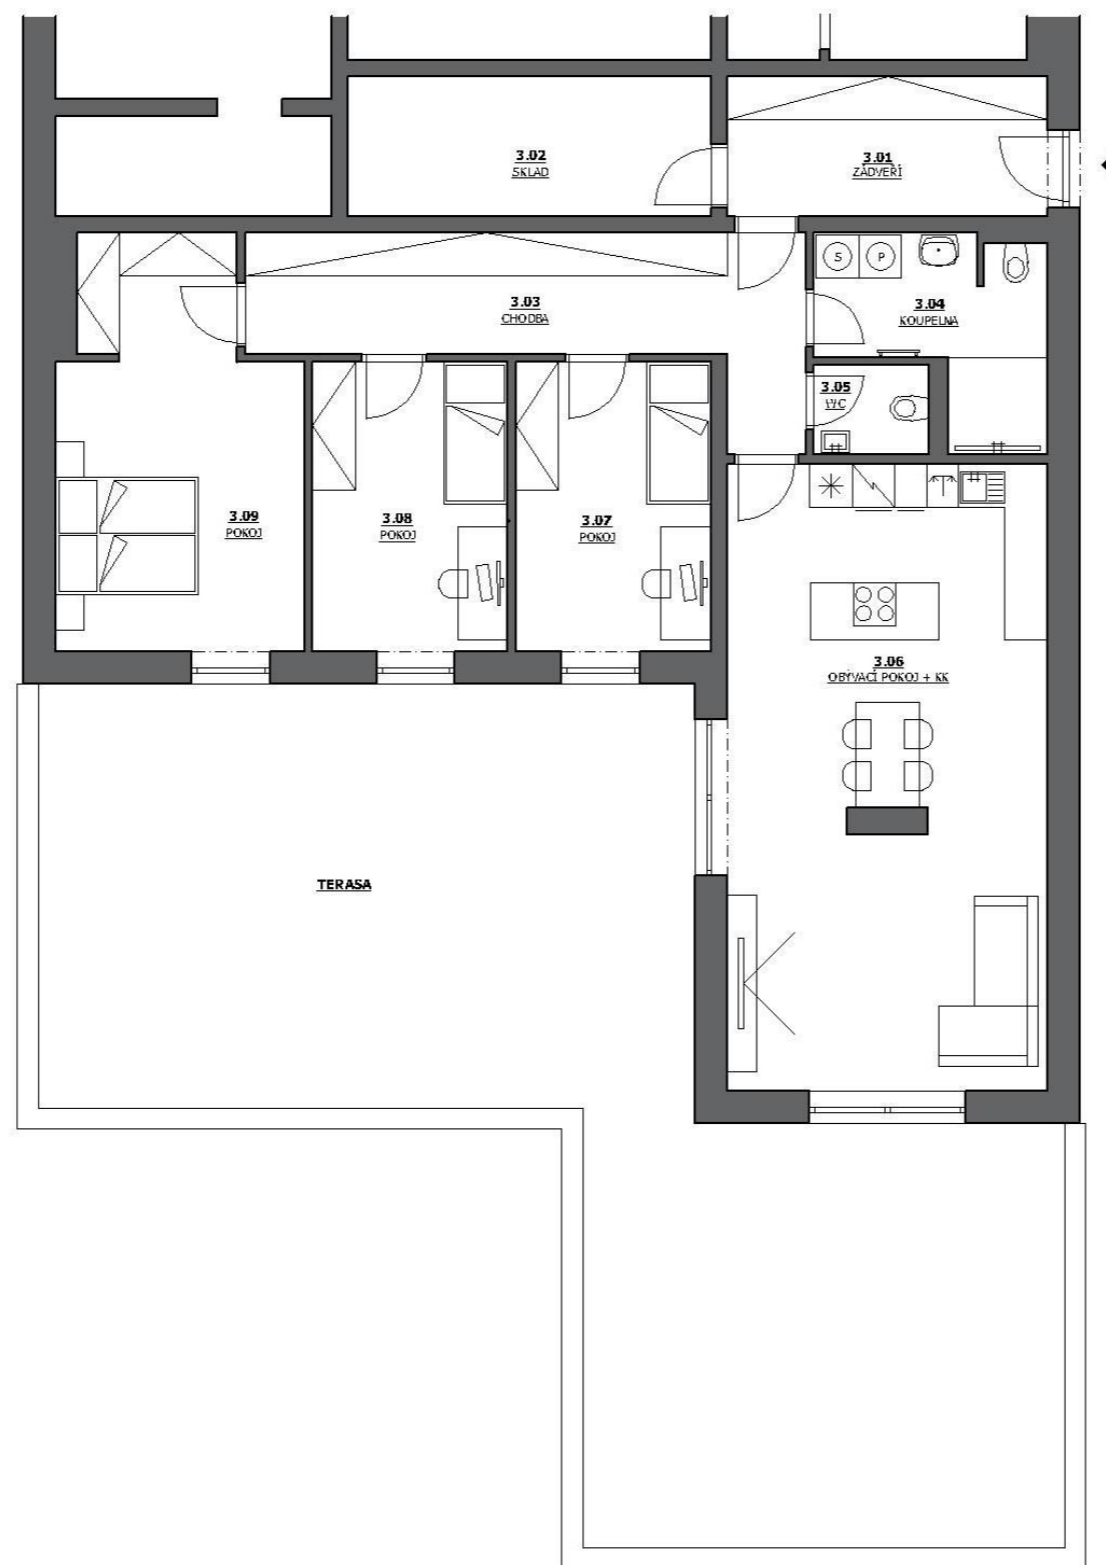 3.02
SKLAD
3.01
ZÁDVEŘÍ
3.03
CHODBA
S
P
3.04
KOUPELNA
3.05
WC
3.09
POKOJ
3.08
POKOJ
3.07
POKOJ
3.06
OBÝVACÍ POKOJ + KK
TERASA